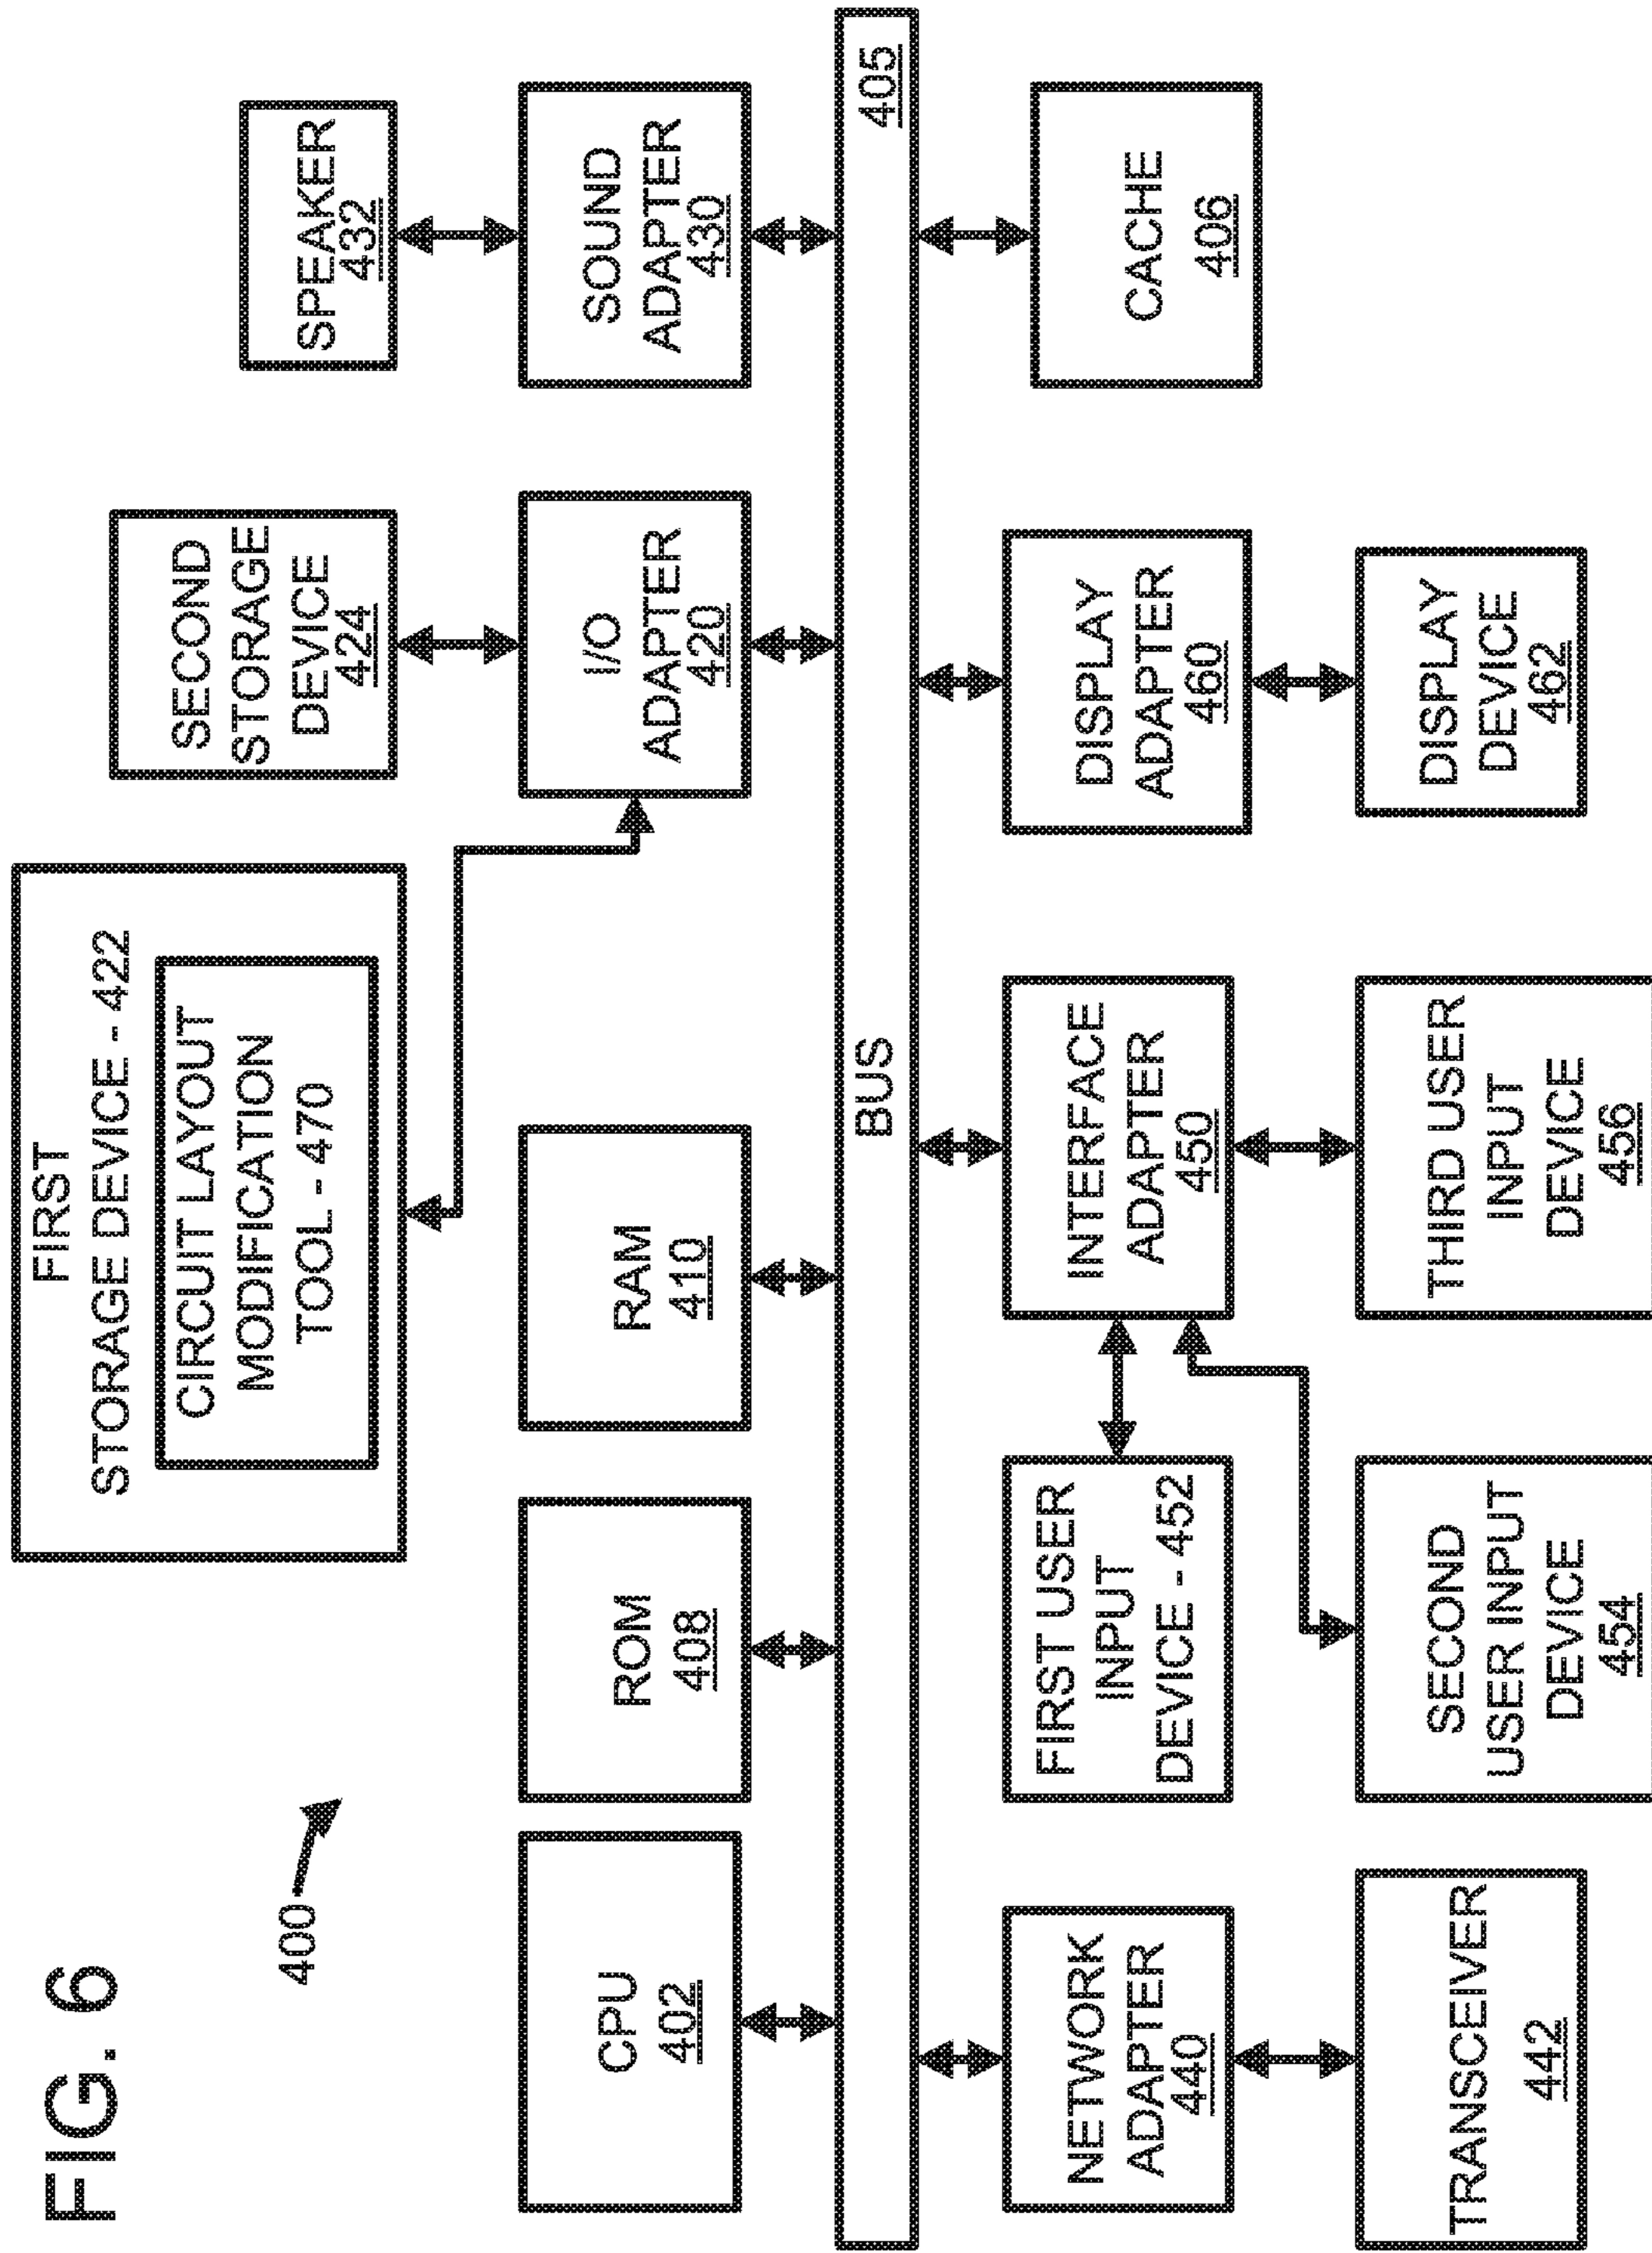 FIG. 6
400
FIRST
STORAGE DEVICE - 422
CIRCUIT LAYOUT
MODIFICATION
TOOL - 470
SECOND
STORAGE
DEVICE
424
SPEAKER
432
CPU
402
ROM
408
RAM
410
I/O
ADAPTER
420
SOUND
ADAPTER
430
BUS
405
NETWORK
ADAPTER
440
FIRST USER
INPUT
DEVICE - 452
INTERFACE
ADAPTER
450
DISPLAY
ADAPTER
460
CACHE
406
TRANSCEIVER
442
SECOND
USER INPUT
DEVICE
454
THIRD USER
INPUT
DEVICE
456
DISPLAY
DEVICE
462